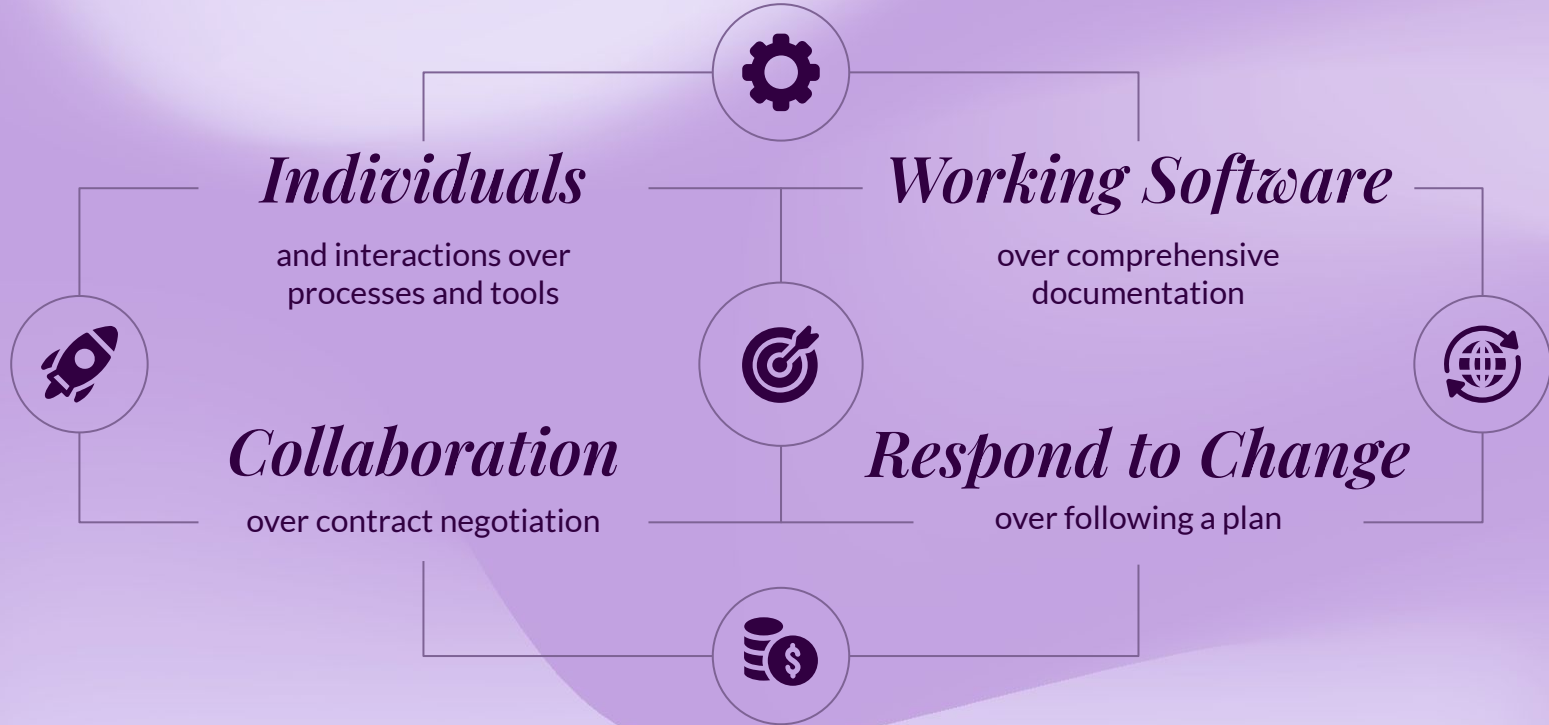 Individuals
and interactions over
processes and tools
Working Software
over comprehensive
documentation
Collaboration
over contract negotiation
Respond to Change
over following a plan
$